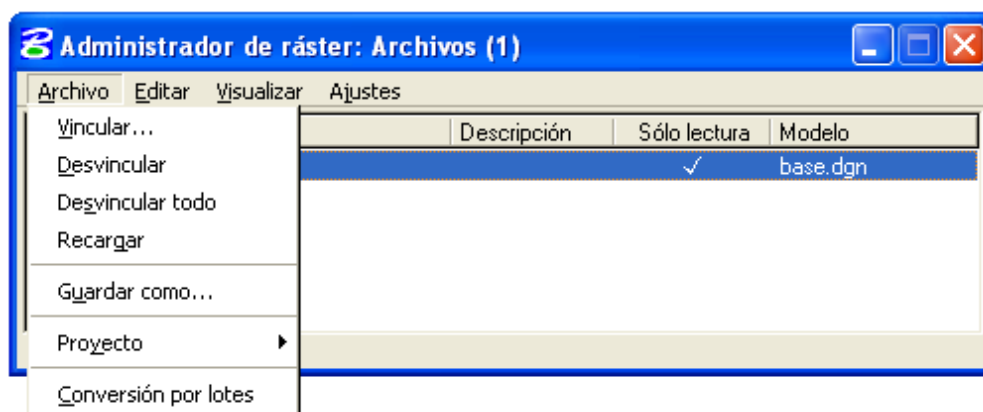 Administrador de ráster: Archivos (1)
Archivo Editar Visualizar Ajustes
Vincular...
Desvincular
Desvincular todo
Recargar
Guardar como...
Proyecto
Conversión por lotes
Descripción Sólo lectura Modelo
base.dgn